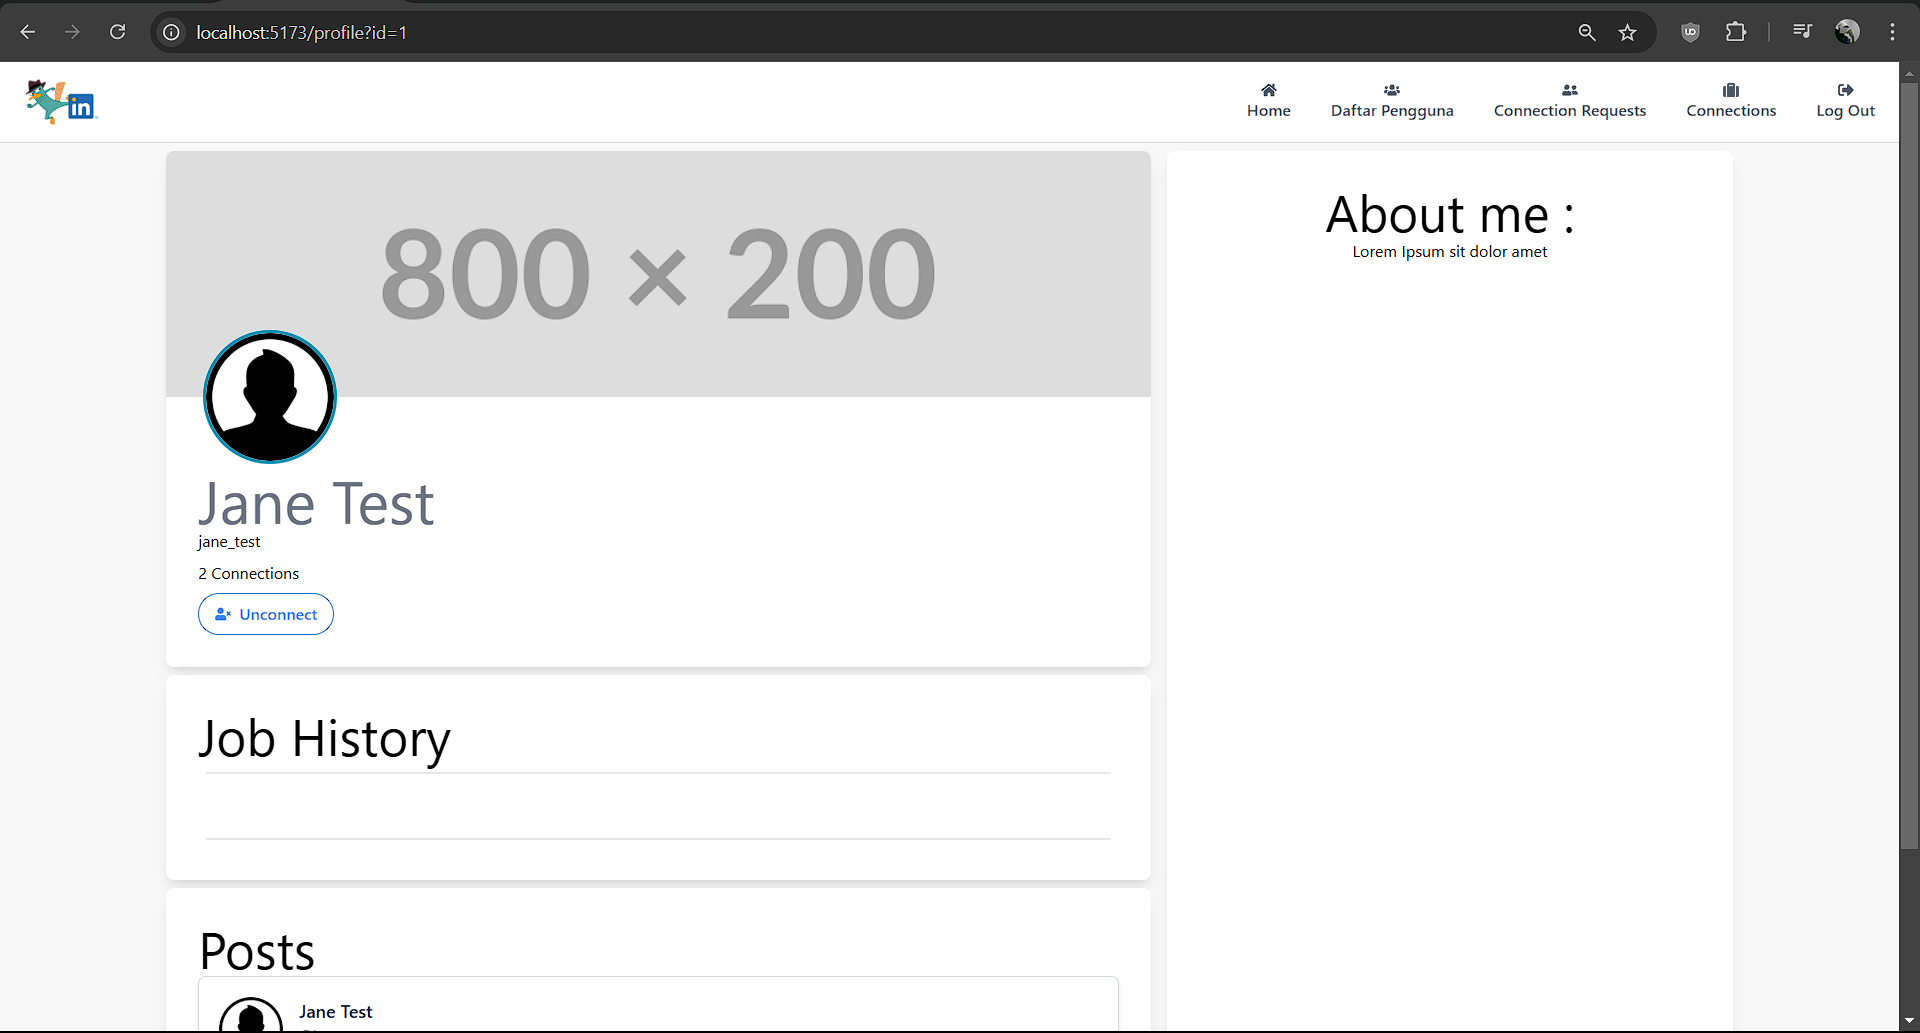 localhost:5173/profile?id=1
in
Home
Daftar Pengguna
Connection Requests
Connections
Log Out
800 × 200
Jane Test
jane_test
2 Connections
Unconnect
Job History
Posts
Jane Test
About me :
Lorem Ipsum sit dolor amet